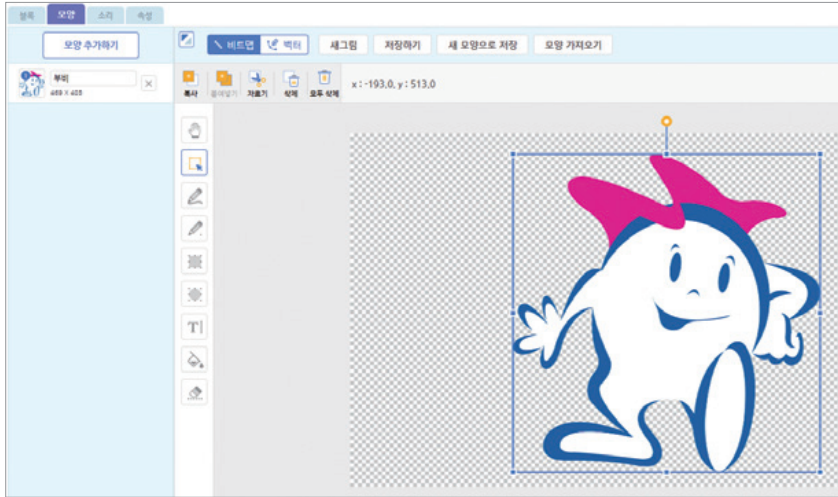 블록 모양 소리 속성
모양 추가하기
비트맵 벡터 새그림 저장하기 새 모양으로 저장 모양 가져오기
부비
복사 붙여넣기 자르기 삭제 모두 삭제 x:-193.0, y:513.0
T